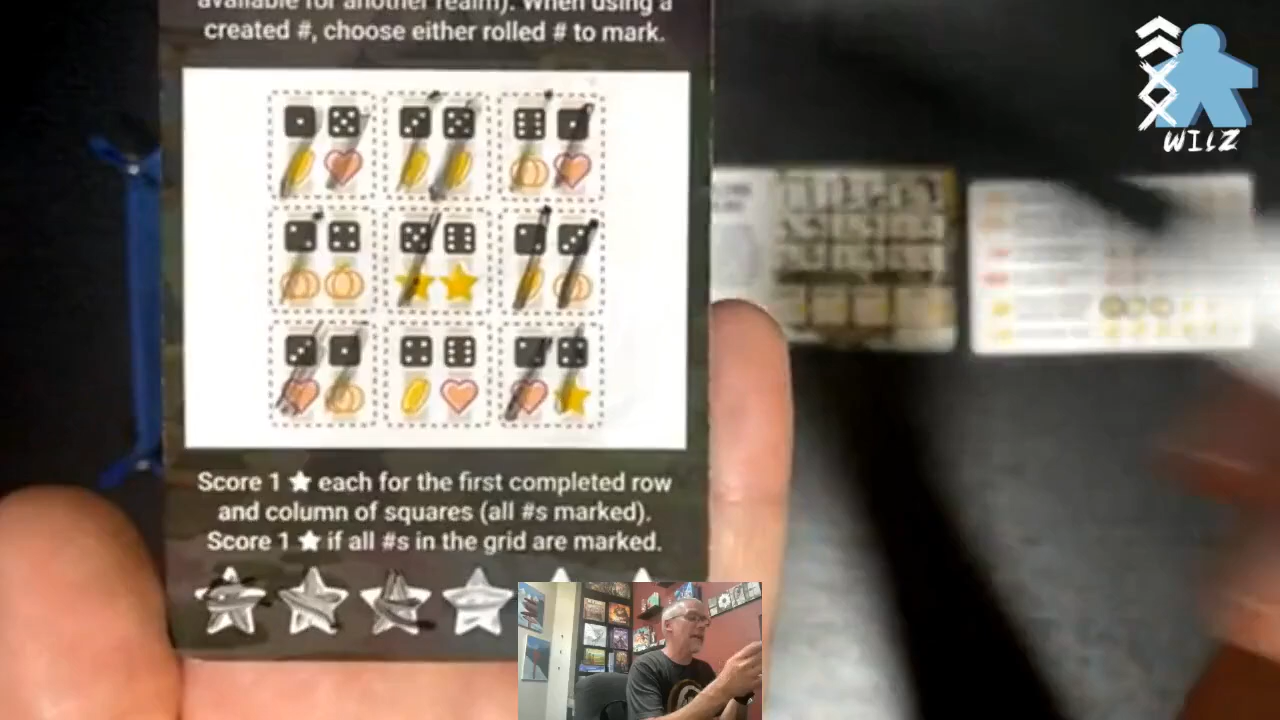 available for another realm). When using a
created #, choose either rolled # to mark.
Score 1 ★ each for the first completed row
and column of squares (all #s marked).
Score 1 ★ if all #s in the grid are marked.
WILZ